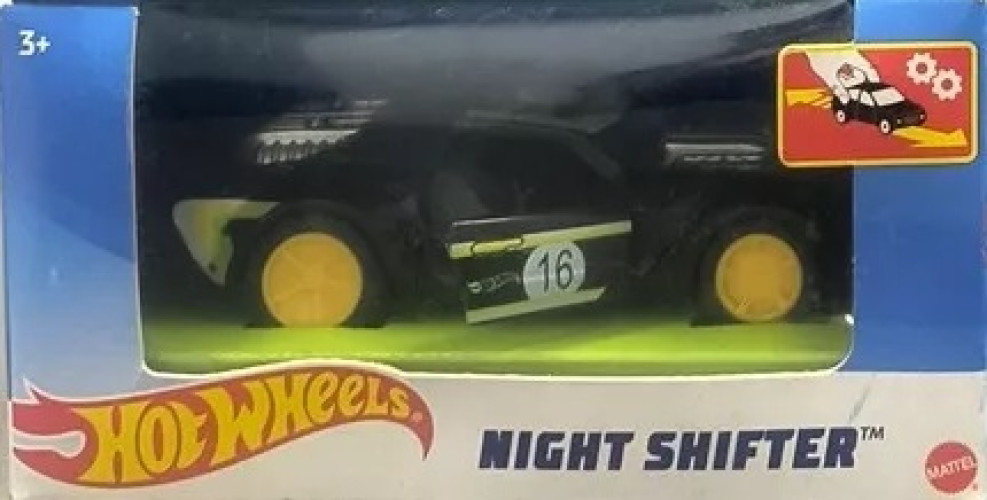 3+
16
HOT WHEELS®
NIGHT SHIFTER™
MATTEL